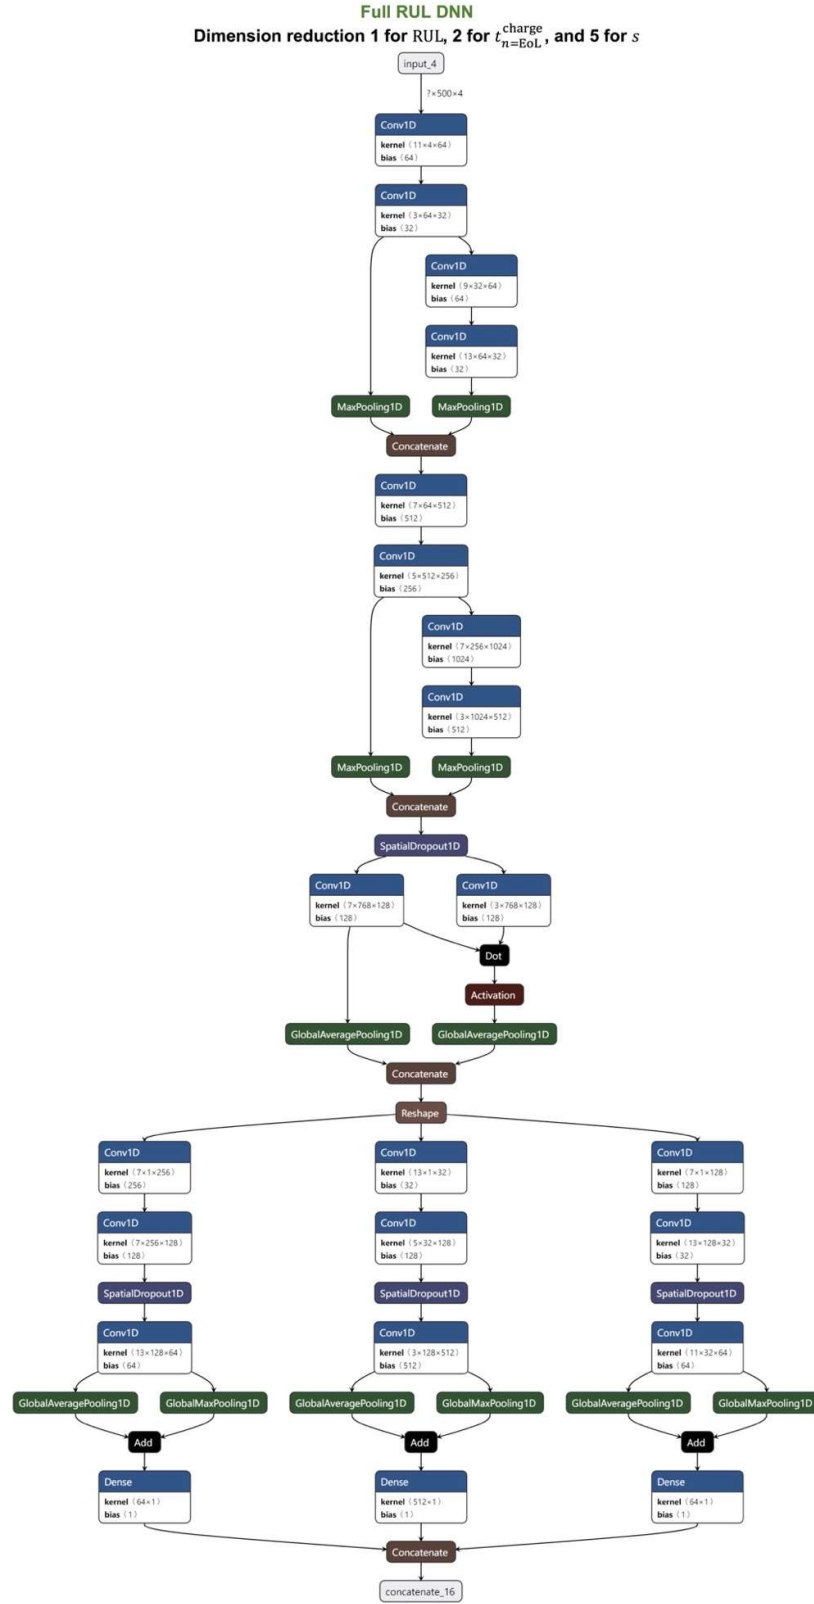 Full RUL DNN
Dimension reduction 1 for RUL, 2 for t_{n=EoL}^{charge}, and 5 for s
input_4
?×500×4
Conv1D
kernel (11×4×64)
bias (64)
Conv1D
kernel (3×64×32)
bias (32)
Conv1D
kernel (9×32×64)
bias (64)
Conv1D
kernel (13×64×32)
bias (32)
MaxPooling1D MaxPooling1D
Concatenate
Conv1D
kernel (7×64×512)
bias (512)
Conv1D
kernel (5×512×256)
bias (256)
Conv1D
kernel (7×256×1024)
bias (1024)
Conv1D
kernel (3×1024×512)
bias (512)
MaxPooling1D MaxPooling1D
Concatenate
SpatialDropout1D
Conv1D Conv1D
kernel (7×768×128) kernel (3×768×128)
bias (128) bias (128)
Dot
Activation
GlobalAveragePooling1D GlobalAveragePooling1D
Concatenate
Reshape
Conv1D Conv1D Conv1D
kernel (7×1×256) kernel (13×1×32) kernel (7×1×128)
bias (256) bias (32) bias (128)
Conv1D Conv1D Conv1D
kernel (7×256×128) kernel (5×32×128) kernel (13×128×32)
bias (128) bias (128) bias (32)
SpatialDropout1D SpatialDropout1D SpatialDropout1D
Conv1D Conv1D Conv1D
kernel (13×128×64) kernel (3×128×512) kernel (11×32×64)
bias (64) bias (512) bias (64)
GlobalAveragePooling1D GlobalMaxPooling1D GlobalAveragePooling1D GlobalMaxPooling1D GlobalAveragePooling1D GlobalMaxPooling1D
Add Add Add
Dense Dense Dense
kernel (64×1) kernel (512×1) kernel (64×1)
bias (1) bias (1) bias (1)
Concatenate
concatenate_16